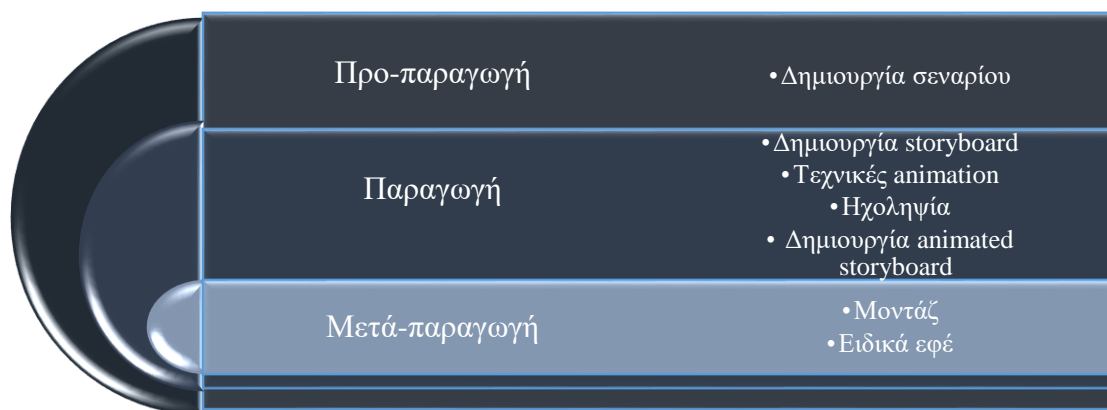 Προ-παραγωγή
•Δημιουργία σεναρίου
Παραγωγή
•Δημιουργία storyboard
•Τεχνικές animation
•Ηχοληψία
• Δημιουργία animated
storyboard
Μετά-παραγωγή
•Μοντάζ
•Ειδικά εφέ